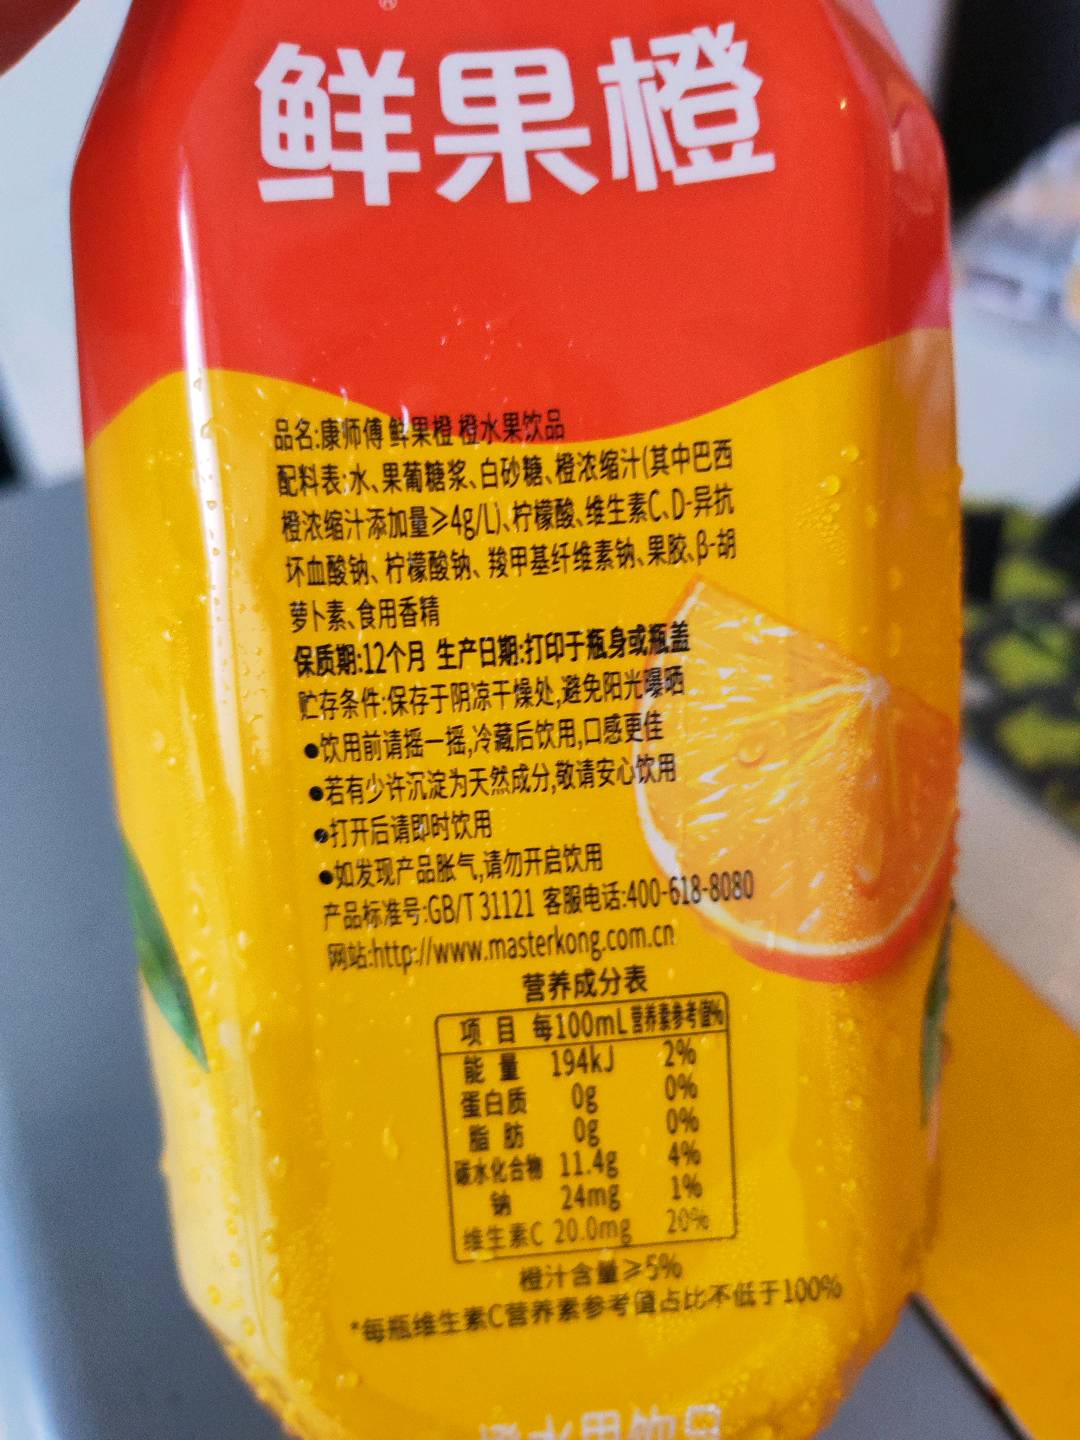 鲜果橙
品名:康师傅 鲜果橙 橙水果饮品
配料表:水、果葡糖浆、白砂糖、橙浓缩汁(其中巴西
橙浓缩汁添加量≥4g/L)、柠檬酸、维生素C、D-异抗
坏血酸钠、柠檬酸钠、羧甲基纤维素钠、果胶、β-胡
萝卜素、食用香精
保质期:12个月 生产日期:打印于瓶身或瓶盖
贮存条件:保存于阴凉干燥处,避免阳光曝晒
●饮用前请摇一摇,冷藏后饮用,口感更佳
●若有少许沉淀为天然成分,敬请安心饮用
●打开后请即时饮用
●如发现产品胀气,请勿开启饮用
产品标准号:GB/T 31121 客服电话:400-618-8080
网站:http://www.masterkong.com.cn
营养成分表
项 目 每100mL 营养素参考值%
能 量 194kJ 2%
蛋白质 0g 0%
脂 肪 0g 0%
碳水化合物 11.4g 4%
钠 24mg 1%
维生素C 20.0mg 20%
橙汁含量≥5%
*每瓶维生素C营养素参考值占比不低于100%
橙水果饮品